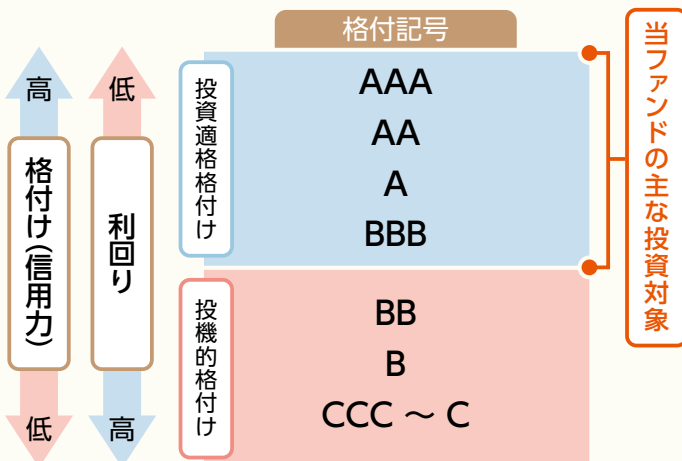 格付記号
高
格付け(信用力)
低
低
利回り
高
投資適格格付け
AAA
AA
A
BBB
投機的格付け
BB
B
CCC ～ C
当ファンドの主な投資対象